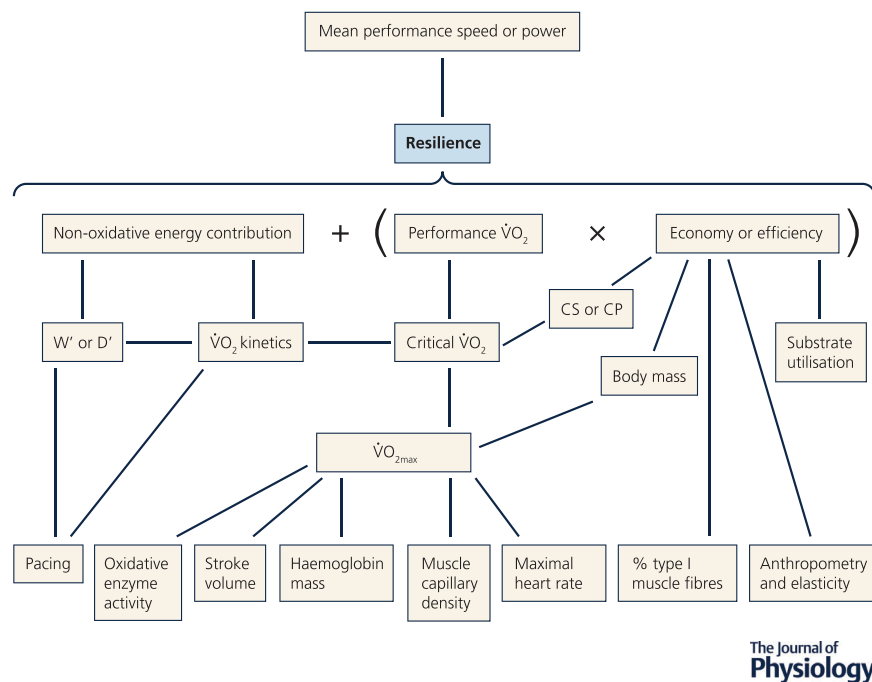 Mean performance speed or power
Resilience
Non-oxidative energy contribution
+
(
Performance V̇O₂
×
Economy or efficiency
)
CS or CP
W’ or D’
V̇O₂ kinetics
Critical V̇O₂
Substrate
utilisation
Body mass
V̇O₂max
Pacing
Oxidative
enzyme
activity
Stroke
volume
Haemoglobin
mass
Muscle
capillary
density
Maximal
heart rate
% type I
muscle fibres
Anthropometry
and elasticity
The Journal of
Physiology